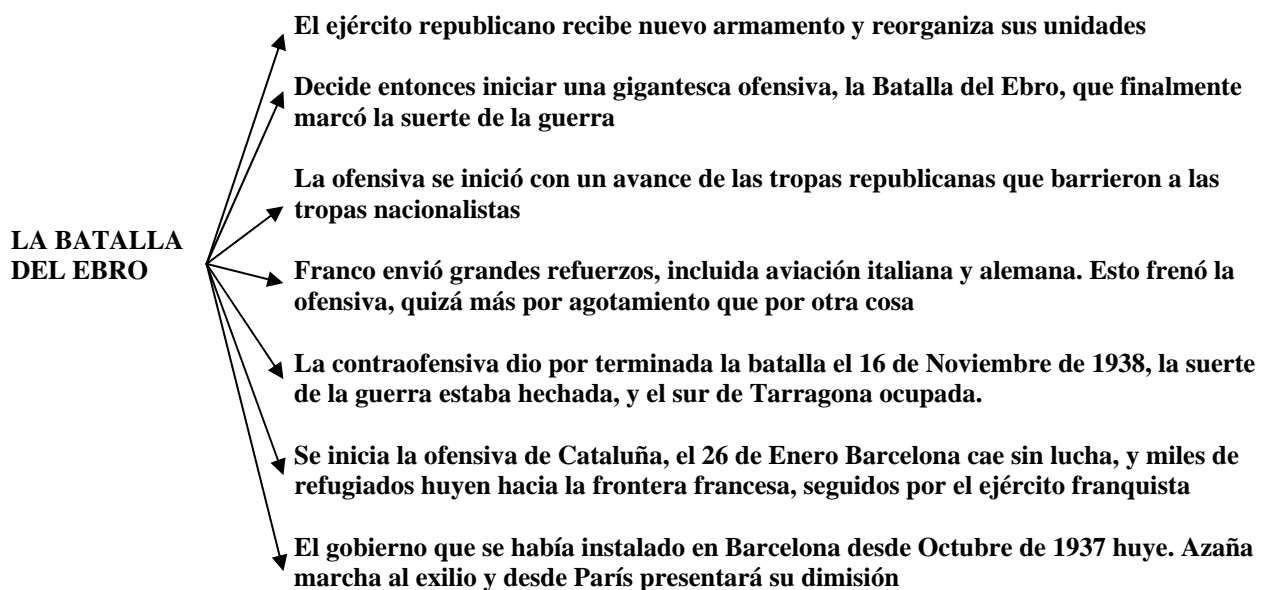 El ejército republicano recibe nuevo armamento y reorganiza sus unidades
Decide entonces iniciar una gigantesca ofensiva, la Batalla del Ebro, que finalmente
marcó la suerte de la guerra
La ofensiva se inició con un avance de las tropas republicanas que barrieron a las
tropas nacionalistas
LA BATALLA
DEL EBRO
Franco envió grandes refuerzos, incluida aviación italiana y alemana. Esto frenó la
ofensiva, quizá más por agotamiento que por otra cosa
La contraofensiva dio por terminada la batalla el 16 de Noviembre de 1938, la suerte
de la guerra estaba hechada, y el sur de Tarragona ocupada.
Se inicia la ofensiva de Cataluña, el 26 de Enero Barcelona cae sin lucha, y miles de
refugiados huyen hacia la frontera francesa, seguidos por el ejército franquista
El gobierno que se había instalado en Barcelona desde Octubre de 1937 huye. Azaña
marcha al exilio y desde París presentará su dimisión